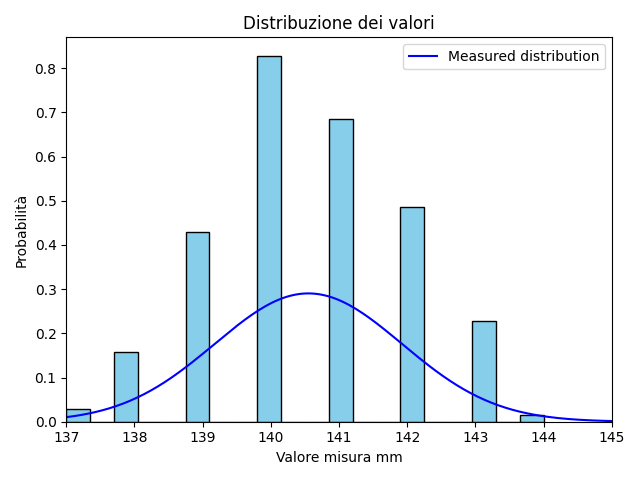 Distribuzione dei valori
Measured distribution
0.8
0.7
0.6
0.5
0.4
0.3
0.2
0.1
0.0
Probabilità
137 138 139 140 141 142 143 144 145
Valore misura mm